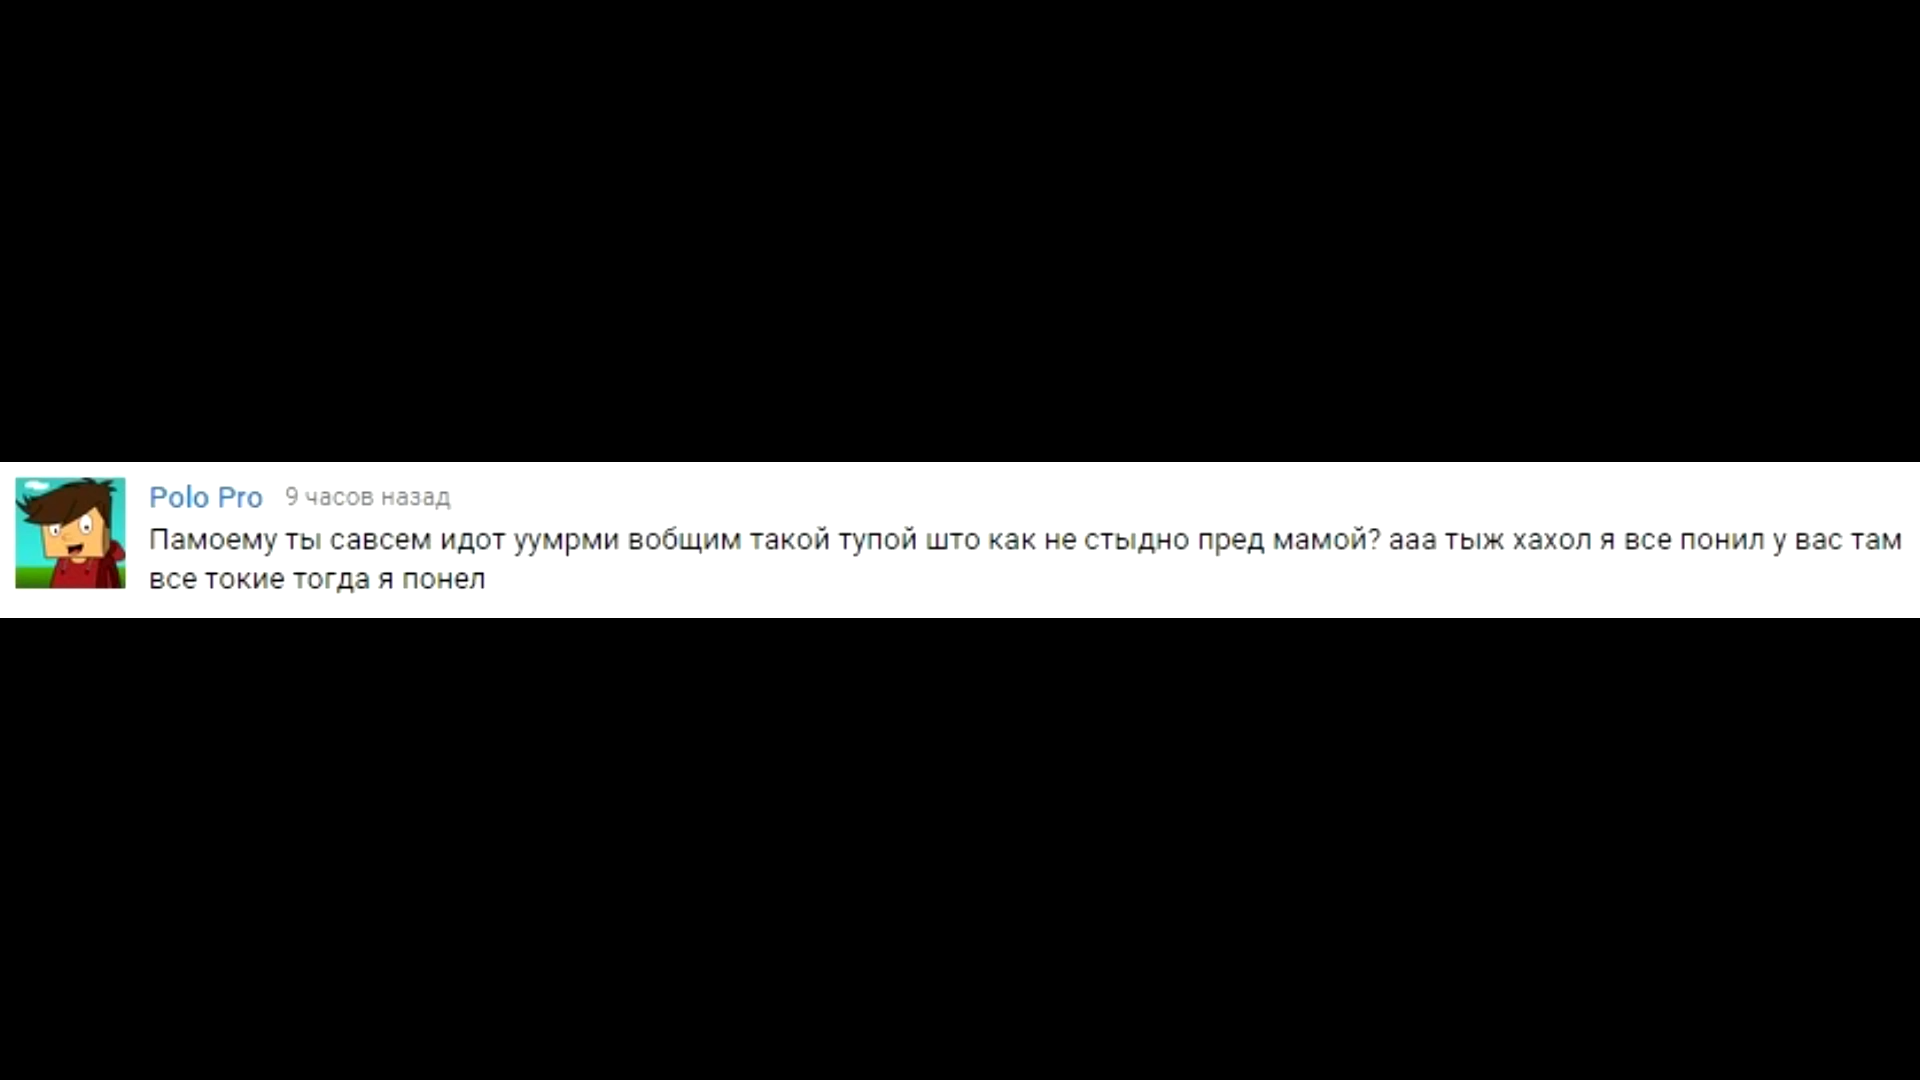 Polo Pro 9 часов назад
Памоему ты савсем идот уумрми вобщим такой тупой што как не стыдно пред мамой? ааа тыж хахол я все понил у вас там
все токие тогда я понел